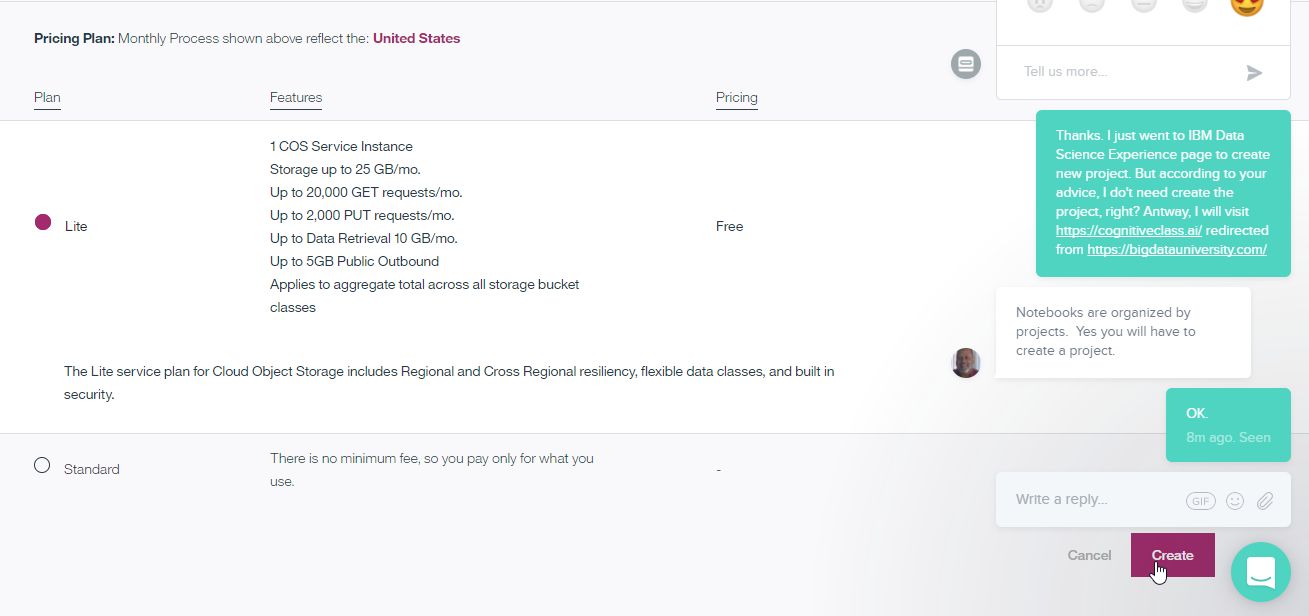 Pricing Plan: Monthly Process shown above reflect the: United States
Plan
Features
Pricing
Lite
1 COS Service Instance
Storage up to 25 GB/mo.
Up to 20,000 GET requests/mo.
Up to 2,000 PUT requests/mo.
Up to Data Retrieval 10 GB/mo.
Up to 5GB Public Outbound
Applies to aggregate total across all storage bucket
classes
Free
The Lite service plan for Cloud Object Storage includes Regional and Cross Regional resiliency, flexible data classes, and built in
security.
Standard
There is no minimum fee, so you pay only for what you
use.
-
Tell us more...
Thanks. I just went to IBM Data
Science Experience page to create
new project. But according to your
advice, I do't need create the
project, right? Antway, I will visit
https://cognitiveclass.ai/ redirected
from https://bigdatauniversity.com/
Notebooks are organized by
projects.  Yes you will have to
create a project.
OK.
8m ago. Seen
Write a reply...
GIF
Cancel
Create